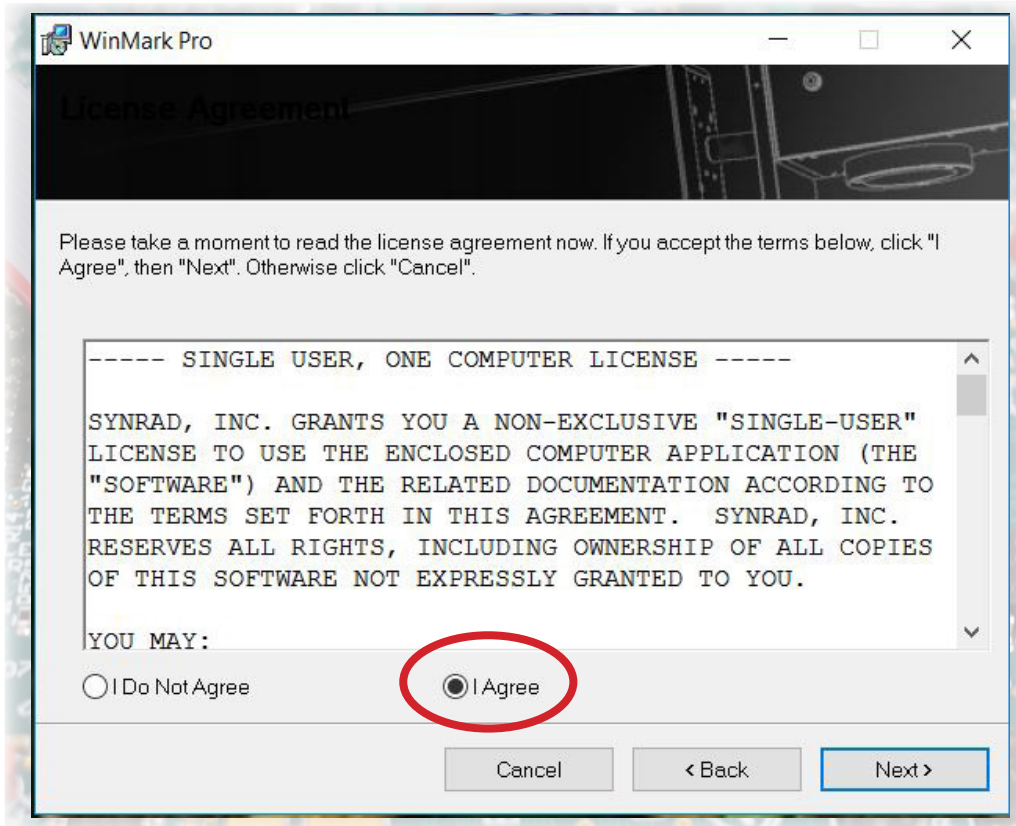 WinMark Pro
License Agreement
Please take a moment to read the license agreement now. If you accept the terms below, click "I
Agree", then "Next". Otherwise click "Cancel".
----- SINGLE USER, ONE COMPUTER LICENSE -----
SYNRAD, INC. GRANTS YOU A NON-EXCLUSIVE "SINGLE-USER"
LICENSE TO USE THE ENCLOSED COMPUTER APPLICATION (THE
"SOFTWARE") AND THE RELATED DOCUMENTATION ACCORDING TO
THE TERMS SET FORTH IN THIS AGREEMENT.  SYNRAD, INC.
RESERVES ALL RIGHTS, INCLUDING OWNERSHIP OF ALL COPIES
OF THIS SOFTWARE NOT EXPRESSLY GRANTED TO YOU.
YOU MAY:
I Do Not Agree
I Agree
Cancel
< Back
Next >